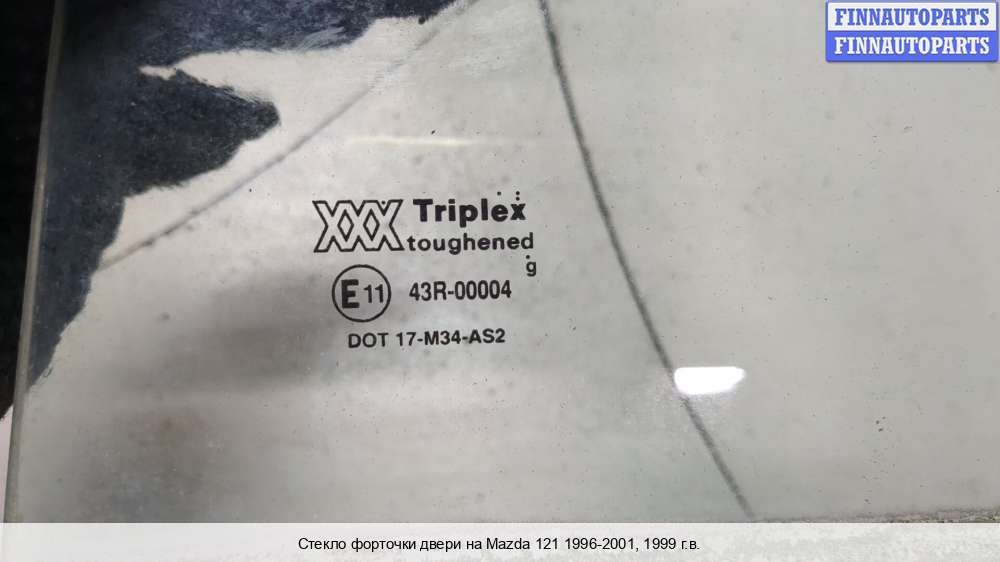 FINNAUTOPARTS
FINNAUTOPARTS
XXX Triplex
toughened
g
E11 43R-00004
DOT 17-M34-AS2
Стекло форточки двери на Mazda 121 1996-2001, 1999 г.в.